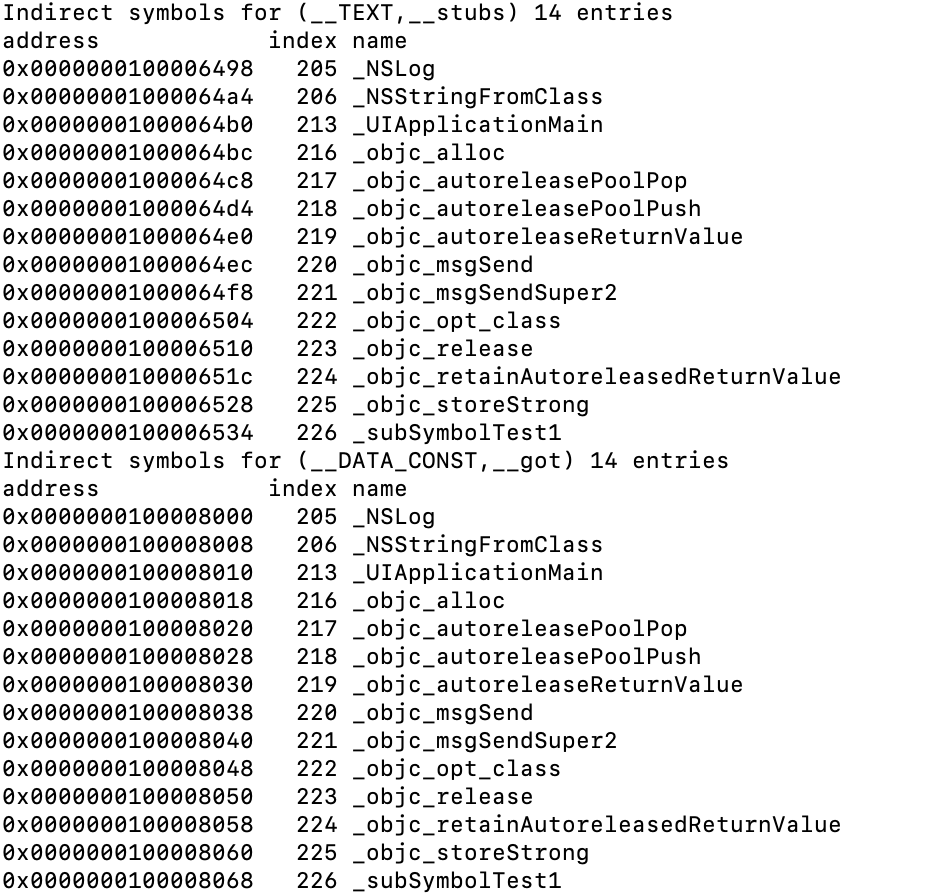 Indirect symbols for (__TEXT,__stubs) 14 entries
address            index name
0x0000000100006498   205 _NSLog
0x00000001000064a4   206 _NSStringFromClass
0x00000001000064b0   213 _UIApplicationMain
0x00000001000064bc   216 _objc_alloc
0x00000001000064c8   217 _objc_autoreleasePoolPop
0x00000001000064d4   218 _objc_autoreleasePoolPush
0x00000001000064e0   219 _objc_autoreleaseReturnValue
0x00000001000064ec   220 _objc_msgSend
0x00000001000064f8   221 _objc_msgSendSuper2
0x0000000100006504   222 _objc_opt_class
0x0000000100006510   223 _objc_release
0x000000010000651c   224 _objc_retainAutoreleasedReturnValue
0x0000000100006528   225 _objc_storeStrong
0x0000000100006534   226 _subSymbolTest1
Indirect symbols for (__DATA_CONST,__got) 14 entries
address            index name
0x0000000100008000   205 _NSLog
0x0000000100008008   206 _NSStringFromClass
0x0000000100008010   213 _UIApplicationMain
0x0000000100008018   216 _objc_alloc
0x0000000100008020   217 _objc_autoreleasePoolPop
0x0000000100008028   218 _objc_autoreleasePoolPush
0x0000000100008030   219 _objc_autoreleaseReturnValue
0x0000000100008038   220 _objc_msgSend
0x0000000100008040   221 _objc_msgSendSuper2
0x0000000100008048   222 _objc_opt_class
0x0000000100008050   223 _objc_release
0x0000000100008058   224 _objc_retainAutoreleasedReturnValue
0x0000000100008060   225 _objc_storeStrong
0x0000000100008068   226 _subSymbolTest1